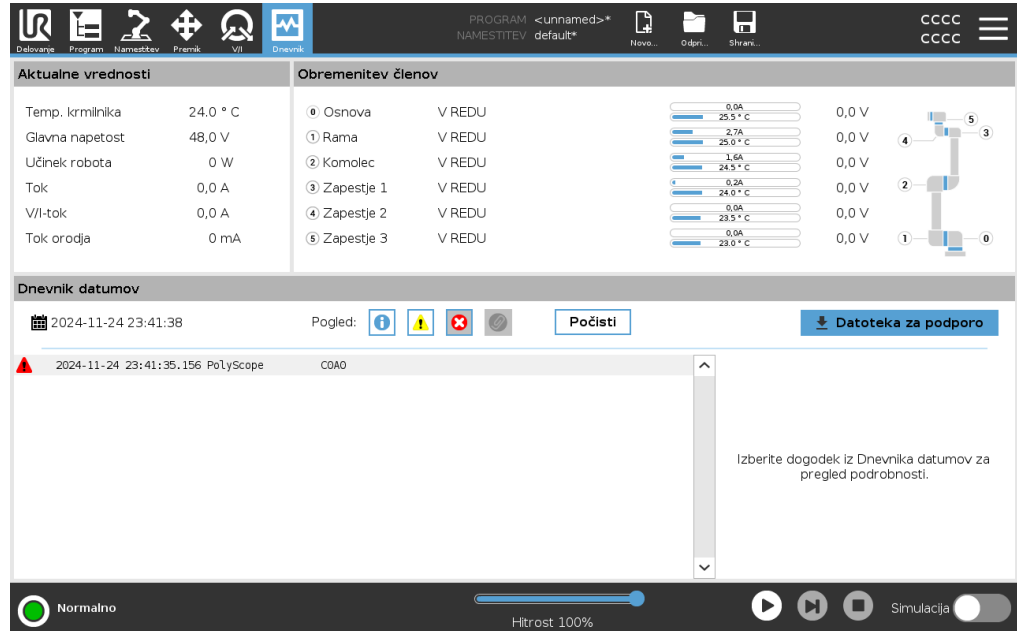 PROGRAM <unnamed>*
NAMESTITEV default*
CCCC
CCCC
Delovanje Program Namestitev Premik V/I Dnevnik Novo... Odpri... Shrani...
Aktualne vrednosti
Temp. krmilnika 24.0 ° C
Glavna napetost 48,0 V
Učinek robota 0 W
Tok 0,0 A
V/I-tok 0,0 A
Tok orodja 0 mA
Obremenitev členov
0 Osnova V REDU 0,0A 25.5 ° C 0,0 V
1 Rama V REDU 2,7A 25.0 ° C 0,0 V
2 Komolec V REDU 1,6A 24.5 ° C 0,0 V
3 Zapestje 1 V REDU 0,2A 24.0 ° C 0,0 V
4 Zapestje 2 V REDU 0,0A 23.5 ° C 0,0 V
5 Zapestje 3 V REDU 0,0A 23.0 ° C 0,0 V
5
3
4
2
1 0
Dnevnik datumov
2024-11-24 23:41:38 Pogled: Počisti Datoteka za podporo
2024-11-24 23:41:35.156 PolyScope C0A0
Izberite dogodek iz Dnevnika datumov za
pregled podrobnosti.
Normalno
Hitrost 100%
Simulacija